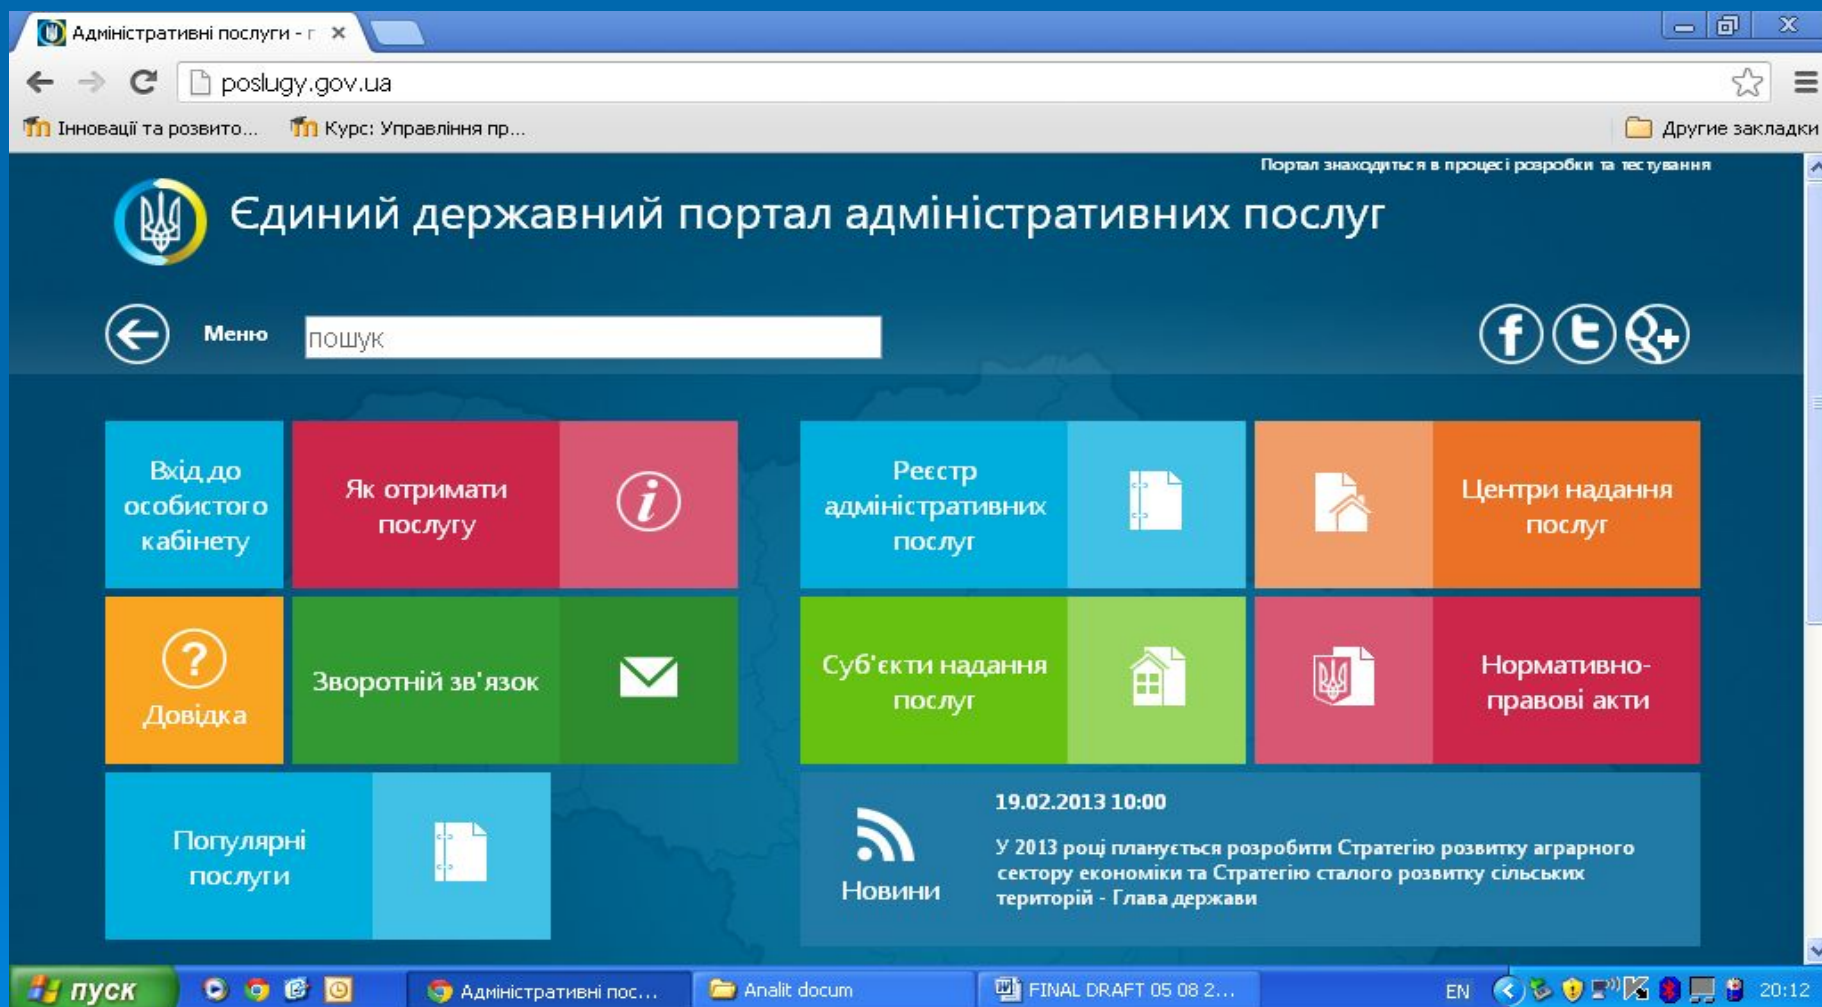 Адміністративні послуги - г
poslugy.gov.ua
Інновації та розвито...
Курс: Управління пр...
Другие закладки
Портал знаходиться в процесі розробки та тестування
Єдиний державний портал адміністративних послуг
Меню
пошук
Вхід до
особистого
кабінету
Як отримати
послугу
Реєстр
адміністративних
послуг
Центри надання
послуг
Довідка
Зворотній зв'язок
Суб'єкти надання
послуг
Нормативно-
правові акти
Популярні
послуги
Новини
19.02.2013 10:00
У 2013 році планується розробити Стратегію розвитку аграрного
сектору економіки та Стратегію сталого розвитку сільських
територій - Глава держави
пуск
Адміністративні пос...
Analit docum
FINAL DRAFT 05 08 2...
EN
20:12